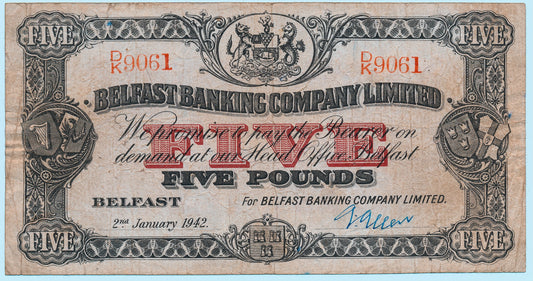 FIVE FIVE
D/K 9061 D/K 9061
BELFAST BANKING COMPANY LIMITED
We promise to pay the Bearer on
FIVE
demand at our Head Office Belfast
FIVE POUNDS
BELFAST For BELFAST BANKING COMPANY LIMITED.
2nd January 1942.
FIVE FIVE